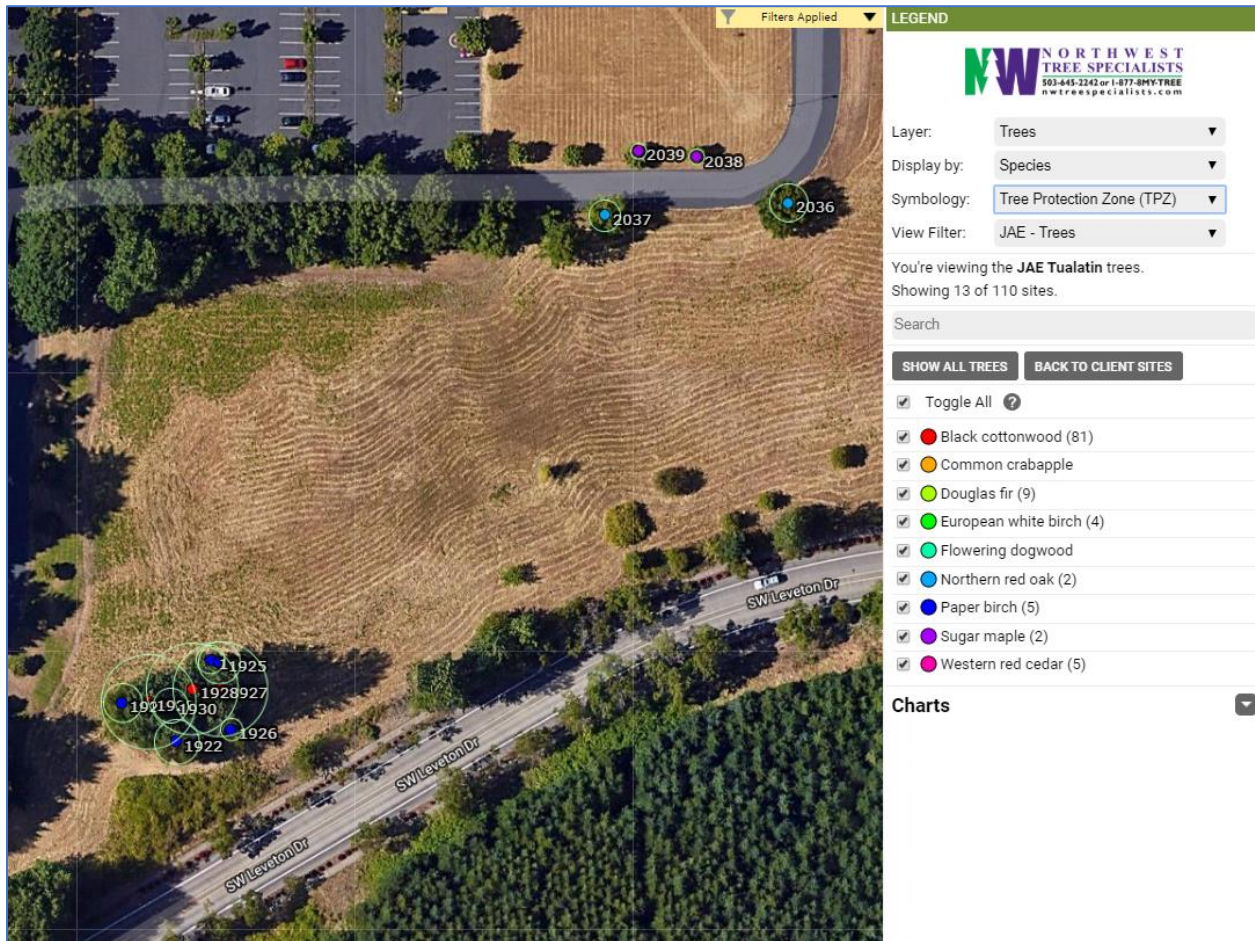 Filters Applied
2039
2038
2037
2036
SW Leveton Dr
1925
1928
927
1930
1926
1922
SW Leveton Dr
SW Leveton Dr
LEGEND
NW NORTHWEST
TREE SPECIALISTS
503-645-2242 or 1-877-8MY-TREE
nwtreespecialists.com
Layer: Trees
Display by: Species
Symbology: Tree Protection Zone (TPZ)
View Filter: JAE - Trees
You're viewing the JAE Tualatin trees.
Showing 13 of 110 sites.
Search
SHOW ALL TREES BACK TO CLIENT SITES
Toggle All ?
Black cottonwood (81)
Common crabapple
Douglas fir (9)
European white birch (4)
Flowering dogwood
Northern red oak (2)
Paper birch (5)
Sugar maple (2)
Western red cedar (5)
Charts